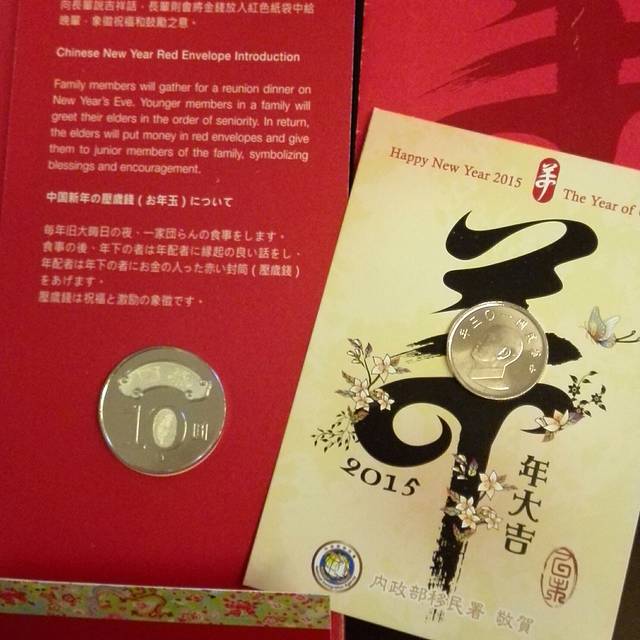 向長輩說吉祥話，長輩則會將金錢放入紅色紙袋中給
晚輩，象徵祝福和鼓勵之意。
Chinese New Year Red Envelope Introduction
Family members will gather for a reunion dinner on
New Year's Eve. Younger members in a family will
greet their elders in the order of seniority. In return,
the elders will put money in red envelopes and give
them to junior members of the family, symbolizing
blessings and encouragement.
中国新年の壓歲錢(お年玉)について
毎年旧大晦日の夜、一家団らんの食事をします。
食事の後、年下の者は年配者に縁起の良い話をし、
年配者は年下の者にお金の入った赤い封筒(壓歲錢)
をあげます。
壓歲錢は祝福と激励の象徴です。
10圓
Happy New Year 2015
羊
The Year of
羊
年三〇一國民華中
2015
年大吉
內政部移民署 敬賀